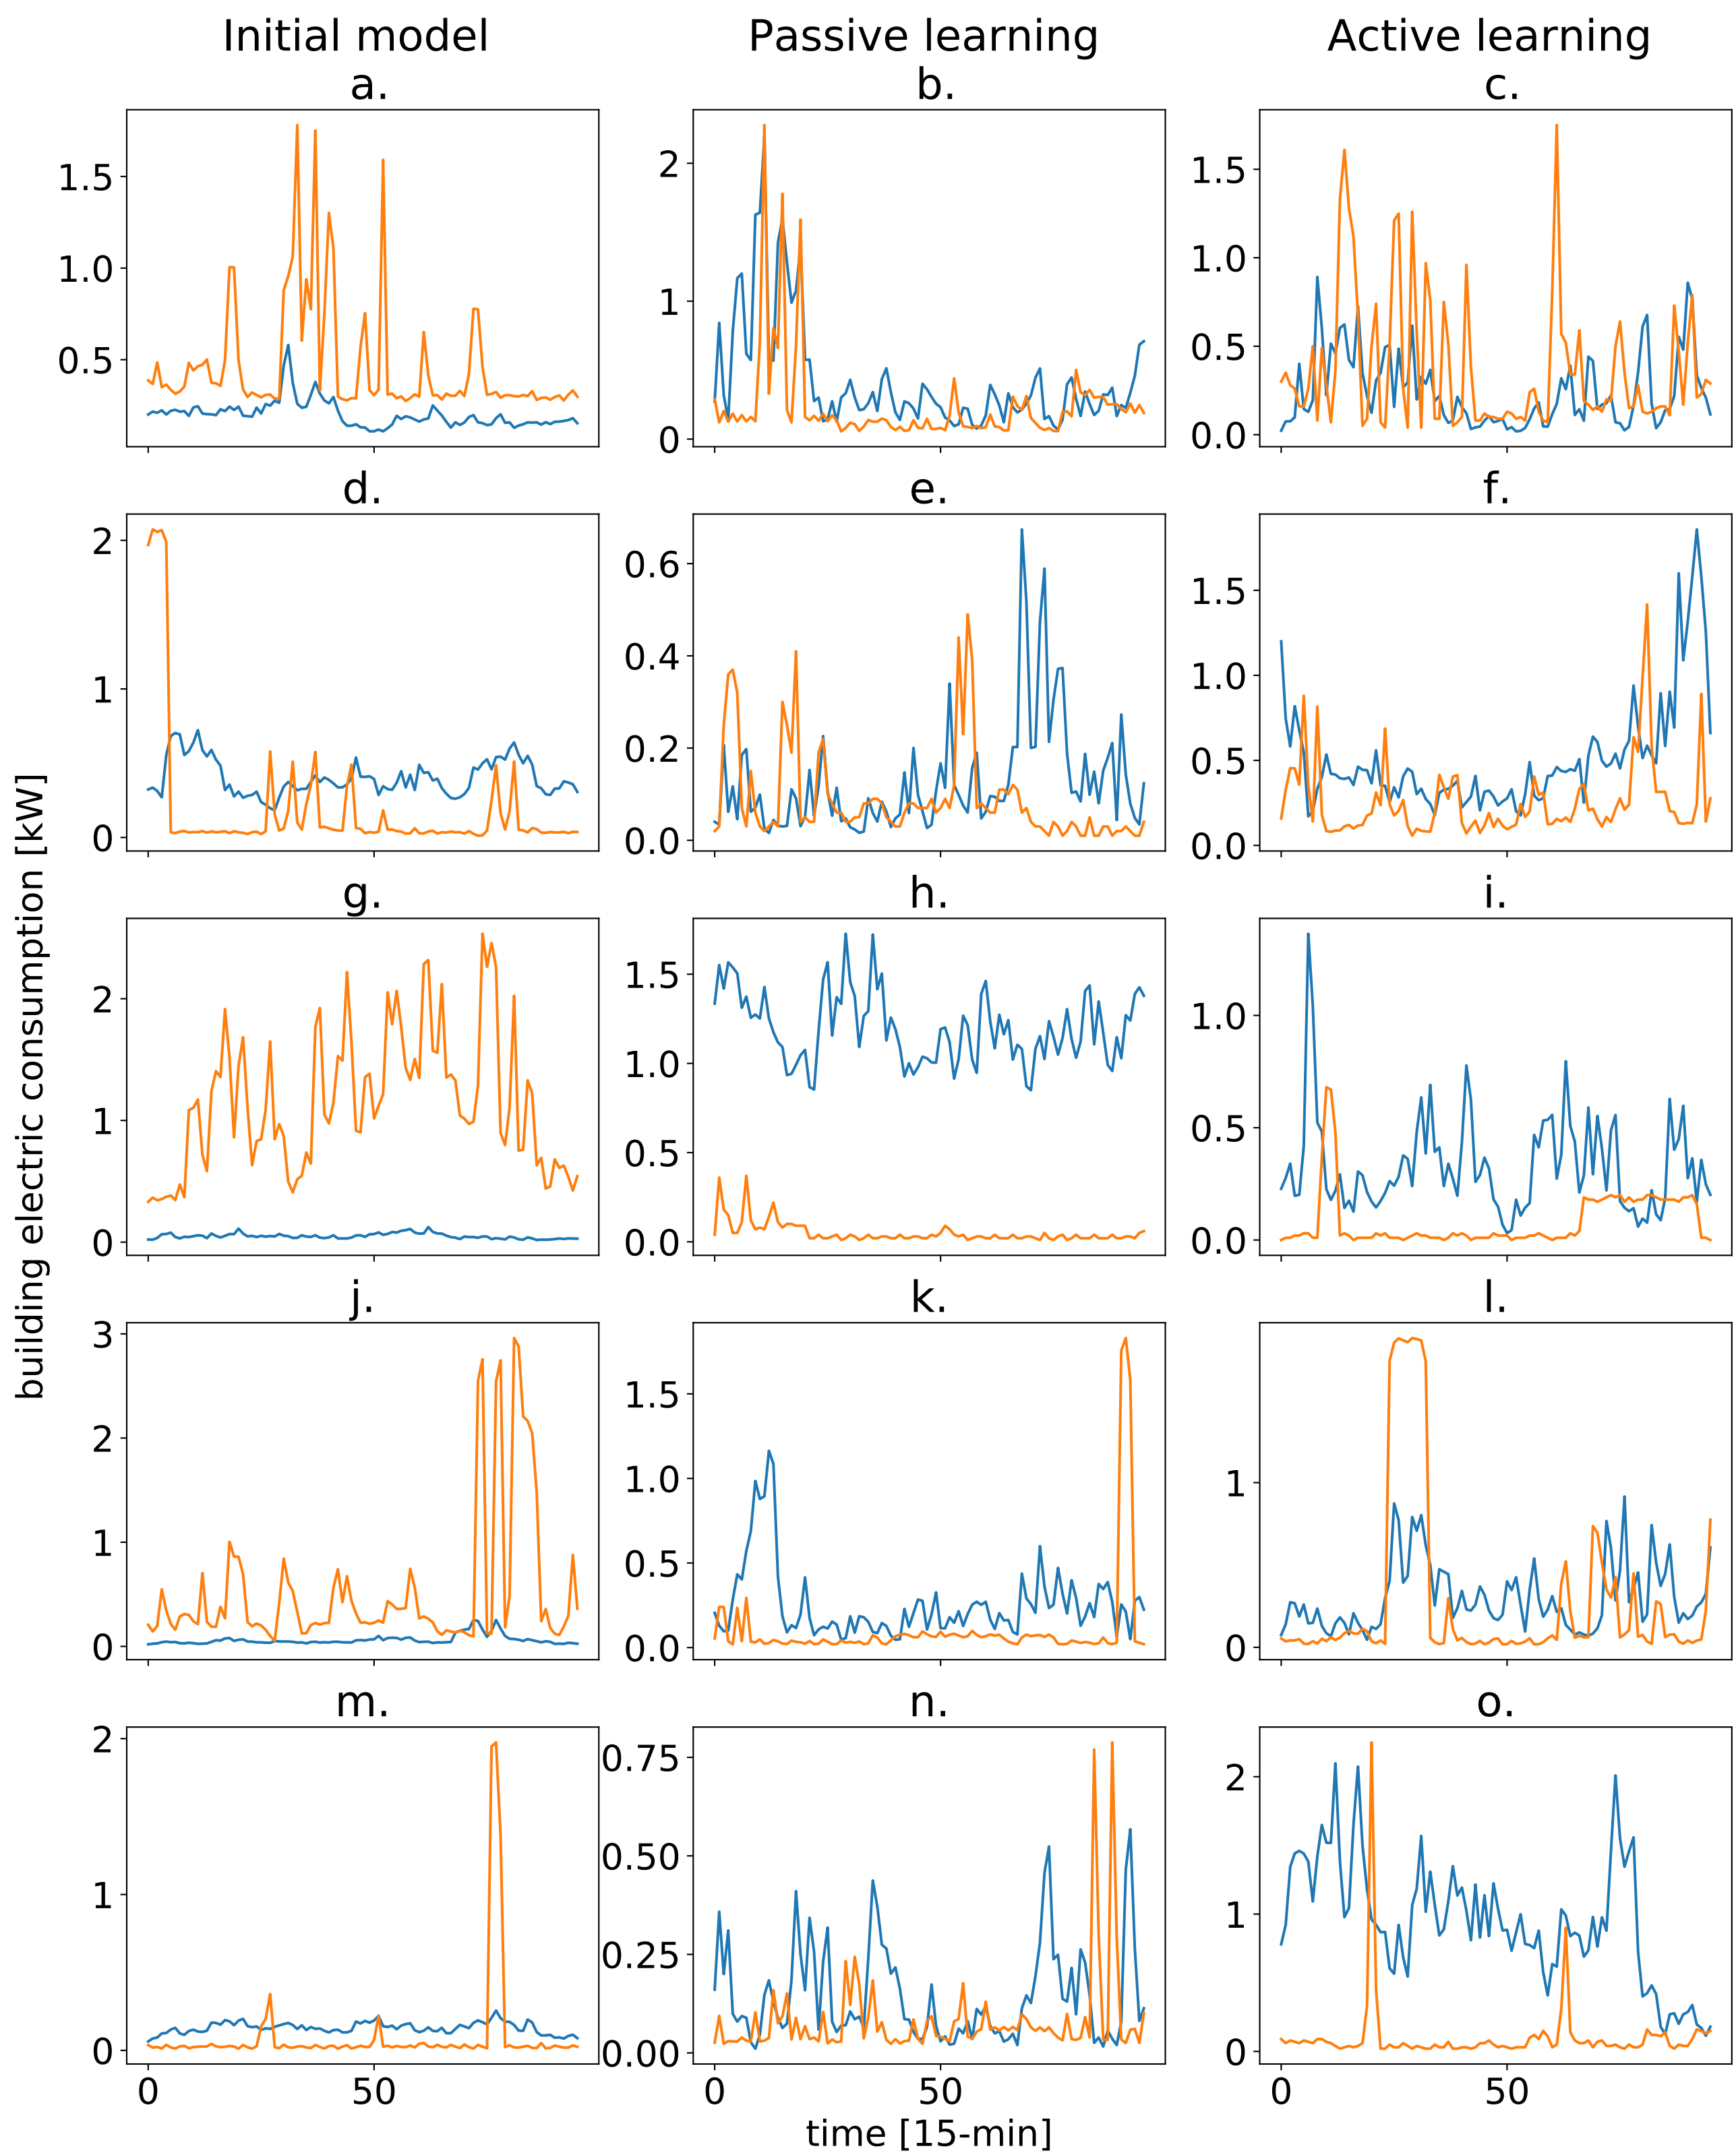 Initial model
Passive learning
Active learning
a.
b.
c.
1.5
1.0
0.5
2
1
0
1.5
1.0
0.5
0.0
d.
e.
f.
2
1
0
0.6
0.4
0.2
0.0
1.5
1.0
0.5
0.0
building electric consumption [kW]
g.
h.
i.
2
1
0
1.5
1.0
0.5
0.0
1.0
0.5
0.0
j.
k.
l.
3
2
1
0
1.5
1.0
0.5
0.0
1
0
m.
n.
o.
2
1
0
0.75
0.50
0.25
0.00
2
1
0
0 50
0 50
0 50
time [15-min]